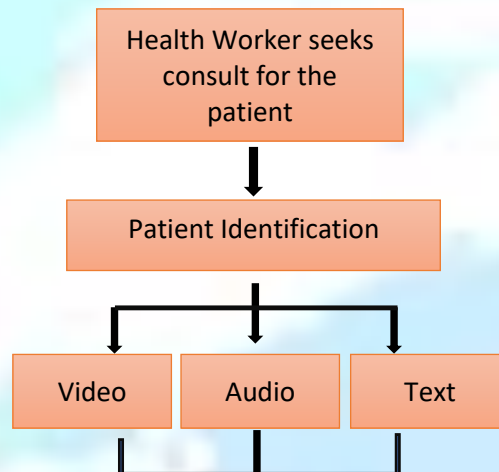 Health Worker seeks
consult for the
patient
Patient Identification
Video
Audio
Text